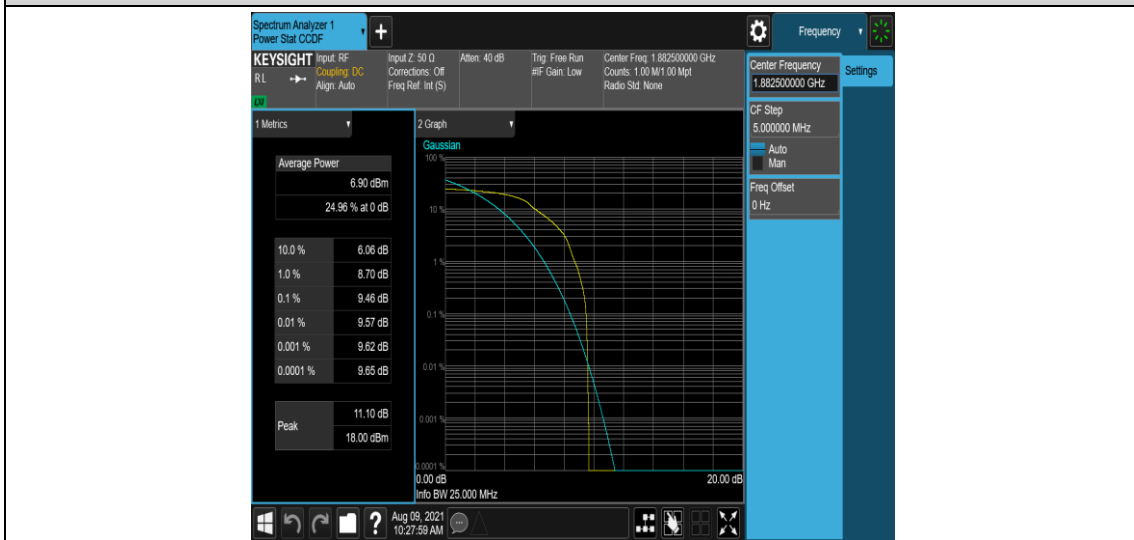 Spectrum Analyzer 1
Power Stat CCDF
Frequency
KEYSIGHT
RL
LXI
Input: RF
Coupling: DC
Align: Auto
Input Z: 50 Ω
Corrections: Off
Freq Ref: Int (S)
Atten: 40 dB
Trig: Free Run
#IF Gain: Low
Center Freq: 1.882500000 GHz
Counts: 1.00 M/1.00 Mpt
Radio Std: None
Center Frequency
1.882500000 GHz
Settings
CF Step
5.000000 MHz
Auto
Man
Freq Offset
0 Hz
1 Metrics
Average Power
6.90 dBm
24.96 % at 0 dB
10.0 % 6.06 dB
1.0 % 8.70 dB
0.1 % 9.46 dB
0.01 % 9.57 dB
0.001 % 9.62 dB
0.0001 % 9.65 dB
Peak
11.10 dB
18.00 dBm
2 Graph
Gaussian
100 %
10 %
1 %
0.1 %
0.01 %
0.001 %
0.0001 %
0.00 dB 20.00 dB
Info BW 25.000 MHz
? Aug 09, 2021
10:27:59 AM